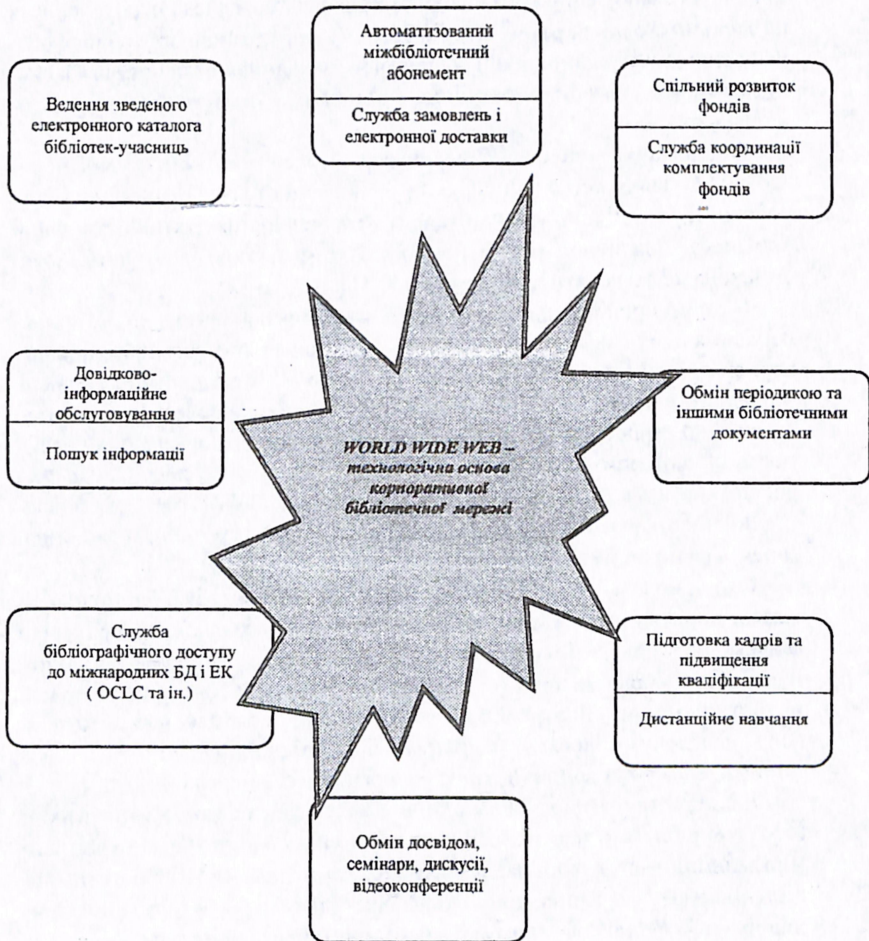 Автоматизований
міжбібліотечний
абонемент
Служба замовлень і
електронної доставки
Ведення зведеного
електронного каталога
бібліотек-учасниць
Спільний розвиток
фондів
Служба координації
комплектування
фондів
Довідково-
інформаційне
обслуговування
Пошук інформації
WORLD WIDE WEB –
технологічна основа
корпоративної
бібліотечної мережі
Обмін періодикою та
іншими бібліотечними
документами
Служба
бібліографічного доступу
до міжнародних БД і ЕК
( OCLC та ін.)
Підготовка кадрів та
підвищення
кваліфікації
Дистанційне навчання
Обмін досвідом,
семінари, дискусії,
відеоконференції